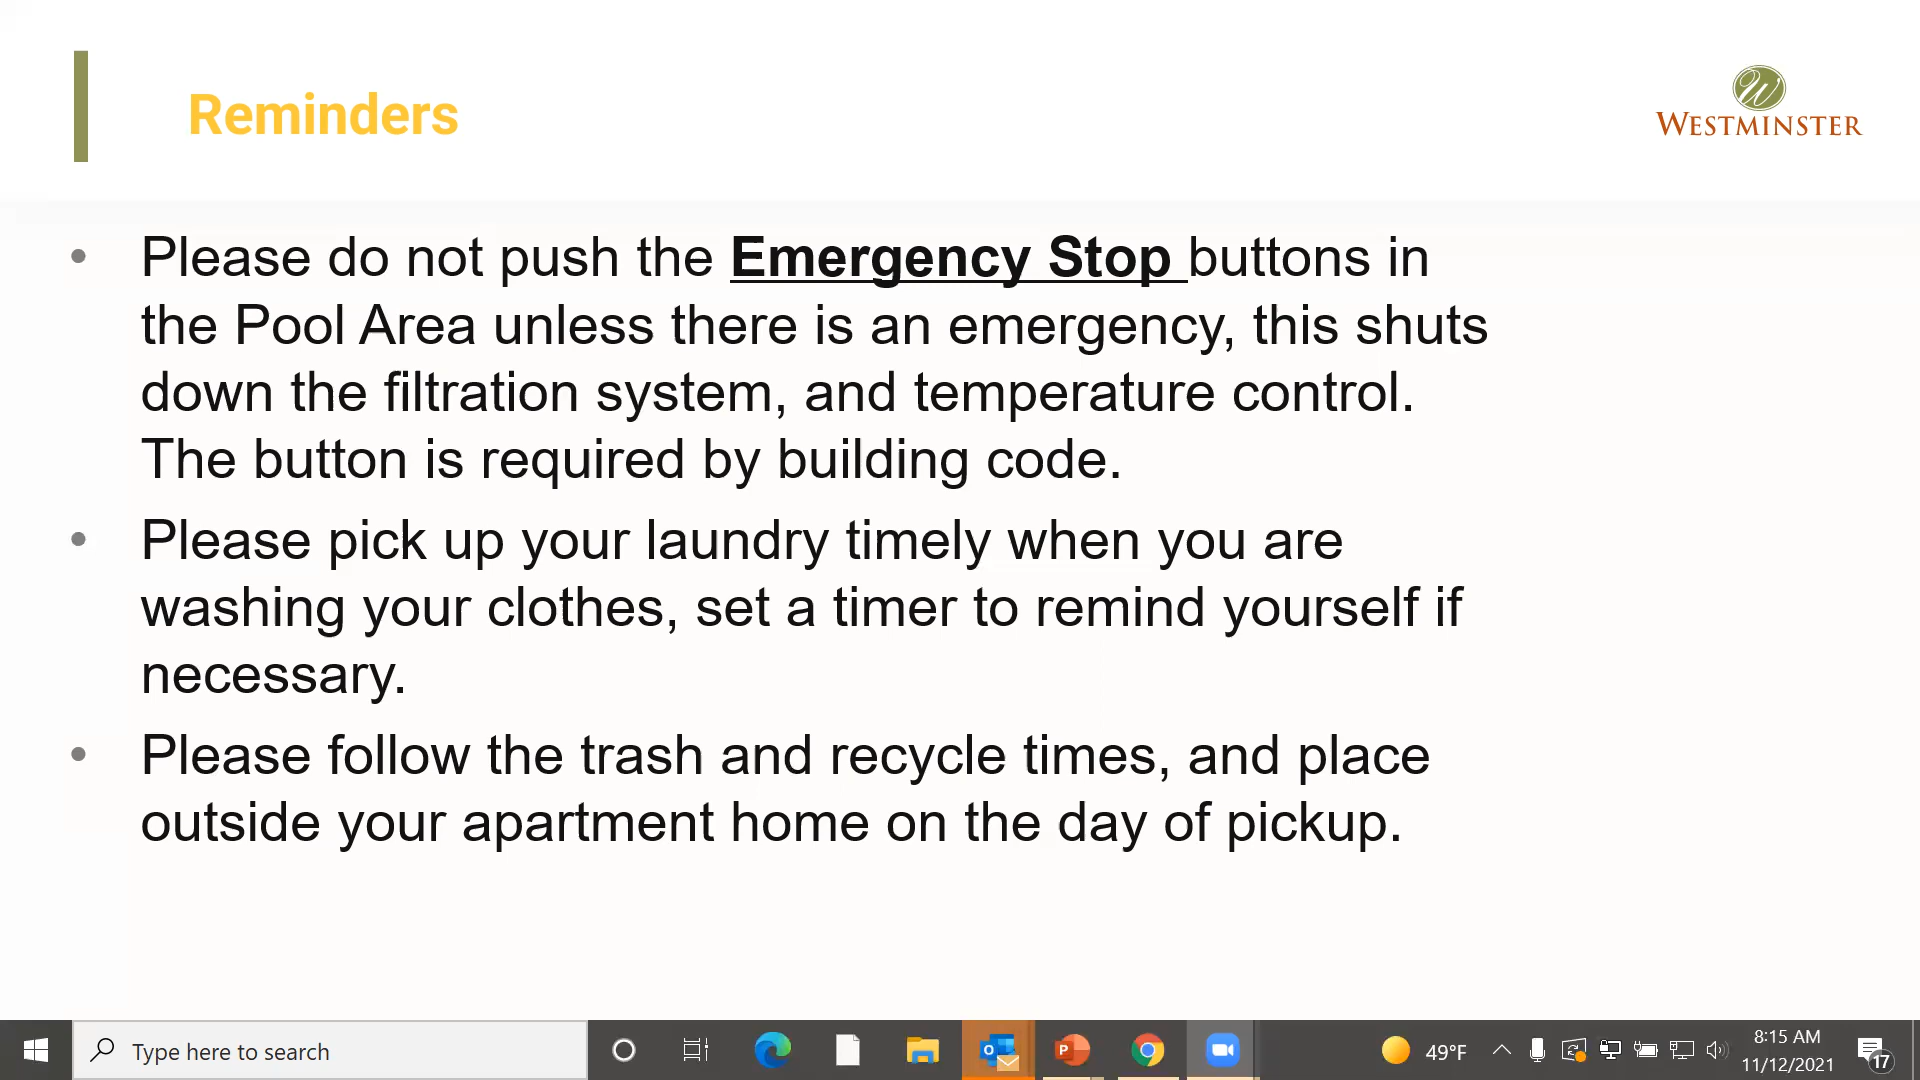 Reminders
W
WESTMINSTER
• Please do not push the Emergency Stop buttons in
the Pool Area unless there is an emergency, this shuts
down the filtration system, and temperature control.
The button is required by building code.
• Please pick up your laundry timely when you are
washing your clothes, set a timer to remind yourself if
necessary.
• Please follow the trash and recycle times, and place
outside your apartment home on the day of pickup.
Type here to search
49°F
8:15 AM
11/12/2021
17